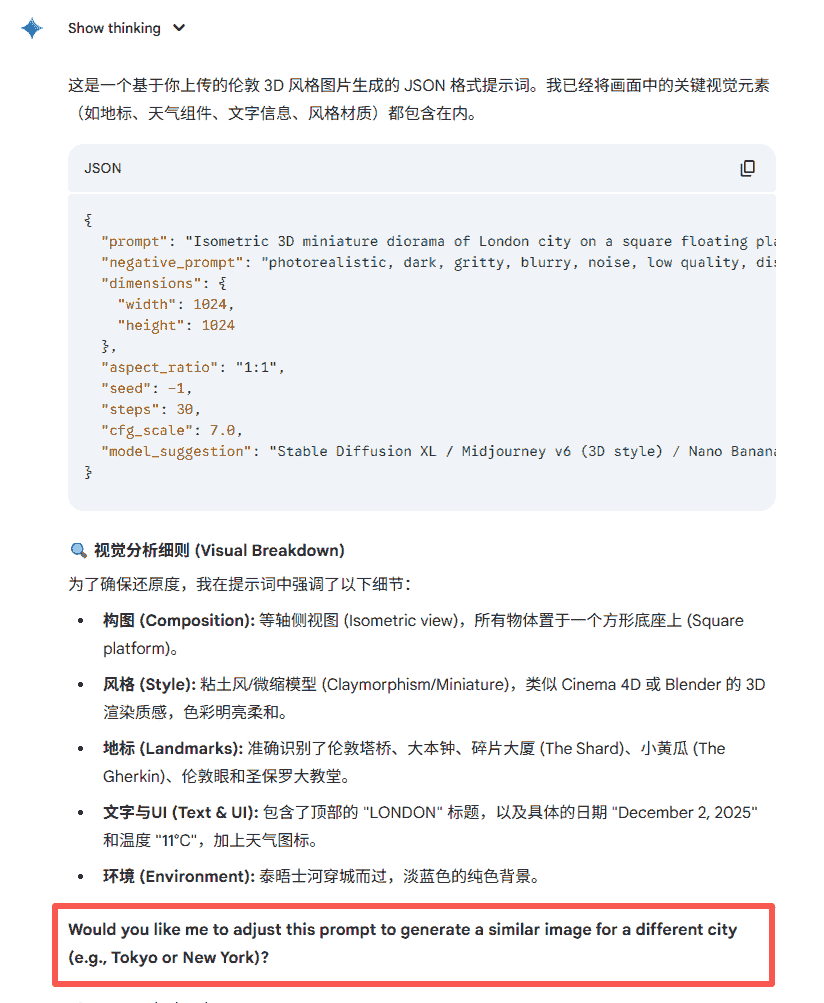 Show thinking
这是一个基于你上传的伦敦 3D 风格图片生成的 JSON 格式提示词。我已经将画面中的关键视觉元素
（如地标、天气组件、文字信息、风格材质）都包含在内。
JSON
{
"prompt": "Isometric 3D miniature diorama of London city on a square floating
"negative_prompt": "photorealistic, dark, gritty, blurry, noise, low quality,
"dimensions": {
"width": 1024,
"height": 1024
},
"aspect_ratio": "1:1",
"seed": -1,
"steps": 30,
"cfg_scale": 7.0,
"model_suggestion": "Stable Diffusion XL / Midjourney v6 (3D style) / Nano
}
视觉分析细则 (Visual Breakdown)
为了确保还原度，我在提示词中强调了以下细节：
• 构图 (Composition): 等轴侧视图 (Isometric view)，所有物体置于一个方形底座上 (Square
platform)。
• 风格 (Style): 粘土风/微缩模型 (Claymorphism/Miniature)，类似 Cinema 4D 或 Blender 的 3D
渲染质感，色彩明亮柔和。
• 地标 (Landmarks): 准确识别了伦敦塔桥、大本钟、碎片大厦 (The Shard)、小黄瓜 (The
Gherkin)、伦敦眼和圣保罗大教堂。
• 文字与UI (Text & UI): 包含了顶部的 "LONDON" 标题，以及具体的日期 "December 2, 2025"
和温度 "11°C"，加上天气图标。
• 环境 (Environment): 泰晤士河穿城而过，淡蓝色的纯色背景。
Would you like me to adjust this prompt to generate a similar image for a different city
(e.g., Tokyo or New York)?